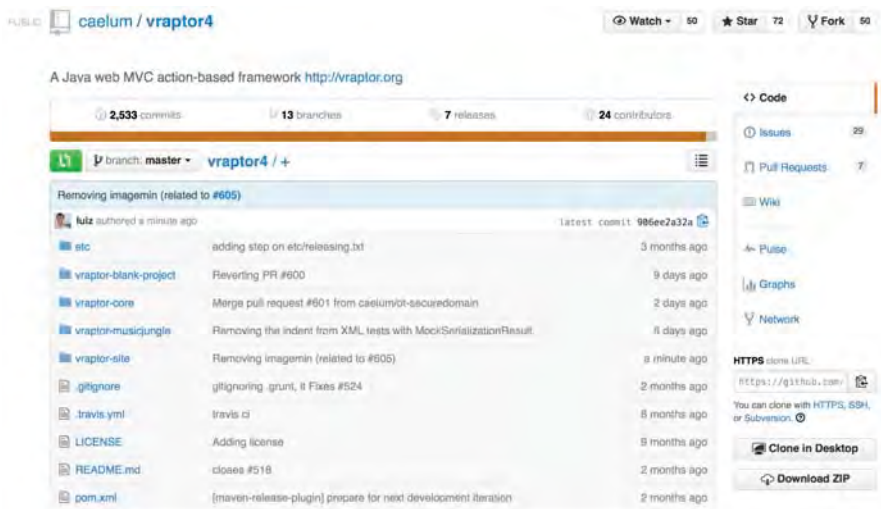 PUBLIC caelum / vraptor4 Watch 50 Star 72 Fork 50
A Java web MVC action-based framework http://vraptor.org
2,533 commits 13 branches 7 releases 24 contributors
branch: master vraptor4 / +
Removing imagemin (related to #605)
luiz authored a minute ago latest commit 906ee2a32a
etc adding step on etc/releasing.txt 3 months ago
vraptor-blank-project Reverting PR #600 9 days ago
vraptor-core Merge pull request #601 from caelum/ot-securedomain 2 days ago
vraptor-musicjungle Removing the indent from XML tests with MockSerializationResult 8 days ago
vraptor-site Removing imagemin (related to #605) a minute ago
.gitignore gitignoring .grunt, it Fixes #524 2 months ago
.travis.yml travis ci 8 months ago
LICENSE Adding license 9 months ago
README.md closes #518 2 months ago
pom.xml [maven-release-plugin] prepare for next development iteration 2 months ago
Code
Issues 29
Pull Requests 7
Wiki
Pulse
Graphs
Network
HTTPS clone URL
https://github.com/
You can clone with HTTPS, SSH,
or Subversion.
Clone in Desktop
Download ZIP